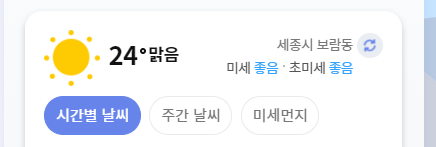 24° 맑음
세종시 보람동
미세 좋음 · 초미세 좋음
시간별 날씨
주간 날씨
미세먼지